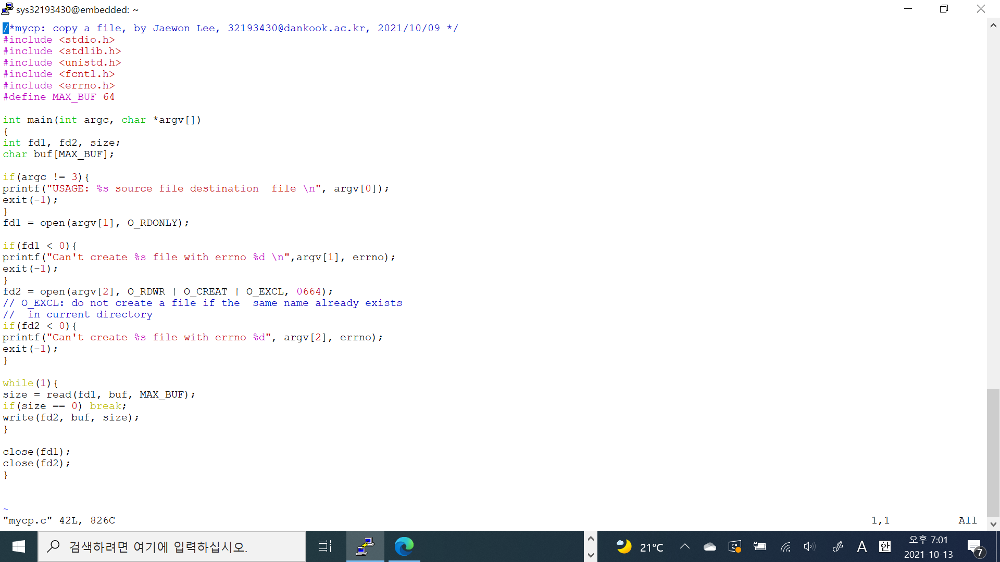 sys32193430@embedded: ~
/*mycp: copy a file, by Jaewon Lee, 32193430@dankook.ac.kr, 2021/10/09 */
#include <stdio.h>
#include <stdlib.h>
#include <unistd.h>
#include <fcntl.h>
#include <errno.h>
#define MAX_BUF 64
int main(int argc, char *argv[])
{
int fd1, fd2, size;
char buf[MAX_BUF];
if(argc != 3){
printf("USAGE: %s source file destination  file \n", argv[0]);
exit(-1);
}
fd1 = open(argv[1], O_RDONLY);
if(fd1 < 0){
printf("Can't create %s file with errno %d \n",argv[1], errno);
exit(-1);
}
fd2 = open(argv[2], O_RDWR | O_CREAT | O_EXCL, 0664);
// O_EXCL: do not create a file if the  same name already exists
//  in current directory
if(fd2 < 0){
printf("Can't create %s file with errno %d", argv[2], errno);
exit(-1);
}
while(1){
size = read(fd1, buf, MAX_BUF);
if(size == 0) break;
write(fd2, buf, size);
}
close(fd1);
close(fd2);
}
~
"mycp.c" 42L, 826C 1,1 All
검색하려면 여기에 입력하십시오.
21°C
A
한
오후 7:01
2021-10-13
7